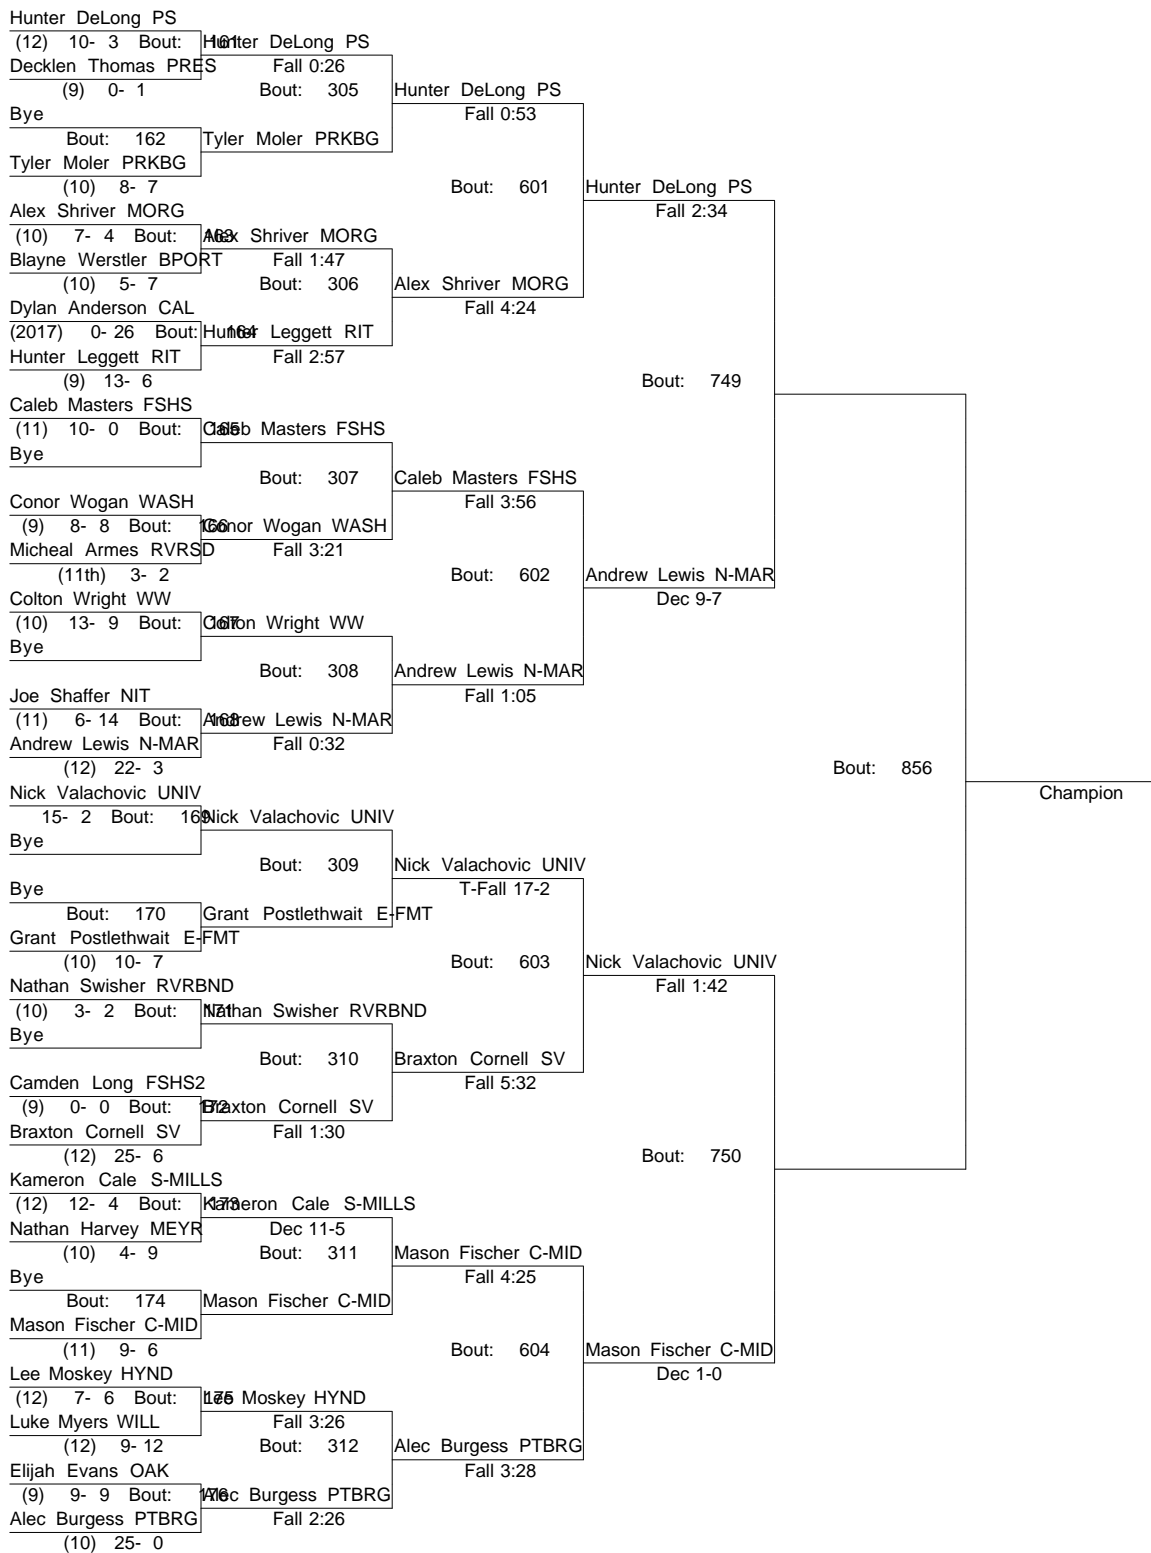 Hunter DeLong PS
(12) 10- 3 Bout: 161 Hunter DeLong PS
Decklen Thomas PRES Fall 0:26
(9) 0- 1 Bout: 305 Hunter DeLong PS
Bye Fall 0:53
Bout: 162 Tyler Moler PRKBG
Tyler Moler PRKBG
(10) 8- 7 Bout: 601 Hunter DeLong PS
Alex Shriver MORG Fall 2:34
(10) 7- 4 Bout: 163 Alex Shriver MORG
Blayne Werstler BPORT Fall 1:47
(10) 5- 7 Bout: 306 Alex Shriver MORG
Dylan Anderson CAL Fall 4:24
(2017) 0- 26 Bout: 164 Hunter Leggett RIT
Hunter Leggett RIT Fall 2:57
(9) 13- 6 Bout: 749
Caleb Masters FSHS
(11) 10- 0 Bout: 165 Caleb Masters FSHS
Bye
Bout: 307 Caleb Masters FSHS
Conor Wogan WASH Fall 3:56
(9) 8- 8 Bout: 166 Conor Wogan WASH
Micheal Armes RVRSD Fall 3:21
(11th) 3- 2 Bout: 602 Andrew Lewis N-MAR
Colton Wright WW Dec 9-7
(10) 13- 9 Bout: 167 Colton Wright WW
Bye
Bout: 308 Andrew Lewis N-MAR
Joe Shaffer NIT Fall 1:05
(11) 6- 14 Bout: 168 Andrew Lewis N-MAR
Andrew Lewis N-MAR Fall 0:32
(12) 22- 3 Bout: 856
Nick Valachovic UNIV Champion
15- 2 Bout: 169 Nick Valachovic UNIV
Bye
Bout: 309 Nick Valachovic UNIV
Bye T-Fall 17-2
Bout: 170 Grant Postlethwait E-FMT
Grant Postlethwait E-FMT
(10) 10- 7 Bout: 603 Nick Valachovic UNIV
Nathan Swisher RVRBND Fall 1:42
(10) 3- 2 Bout: 171 Nathan Swisher RVRBND
Bye
Bout: 310 Braxton Cornell SV
Camden Long FSHS2 Fall 5:32
(9) 0- 0 Bout: 172 Braxton Cornell SV
Braxton Cornell SV Fall 1:30
(12) 25- 6 Bout: 750
Kameron Cale S-MILLS
(12) 12- 4 Bout: 173 Kameron Cale S-MILLS
Nathan Harvey MEYR Dec 11-5
(10) 4- 9 Bout: 311 Mason Fischer C-MID
Bye Fall 4:25
Bout: 174 Mason Fischer C-MID
Mason Fischer C-MID
(11) 9- 6 Bout: 604 Mason Fischer C-MID
Lee Moskey HYND Dec 1-0
(12) 7- 6 Bout: 175 Lee Moskey HYND
Luke Myers WILL Fall 3:26
(12) 9- 12 Bout: 312 Alec Burgess PTBRG
Elijah Evans OAK Fall 3:28
(9) 9- 9 Bout: 176 Alec Burgess PTBRG
Alec Burgess PTBRG Fall 2:26
(10) 25- 0